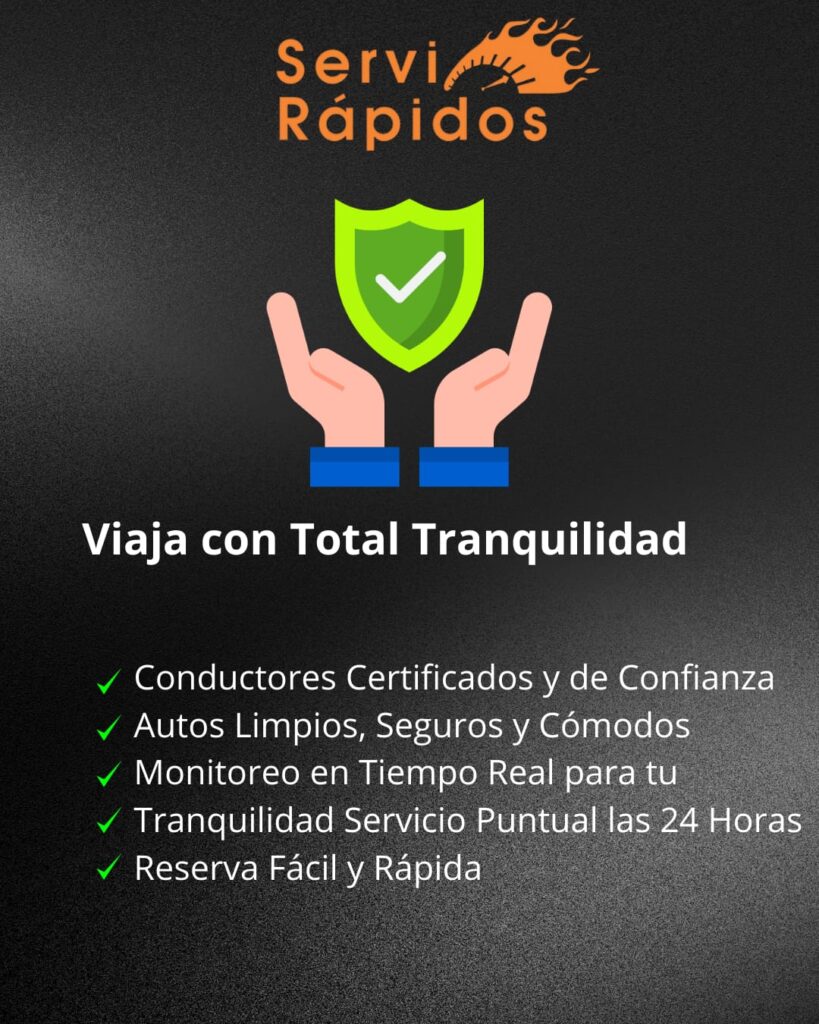 Servi
Rápidos
Viaja con Total Tranquilidad
Conductores Certificados y de Confianza
Autos Limpios, Seguros y Cómodos
Monitoreo en Tiempo Real para tu
Tranquilidad Servicio Puntual las 24 Horas
Reserva Fácil y Rápida